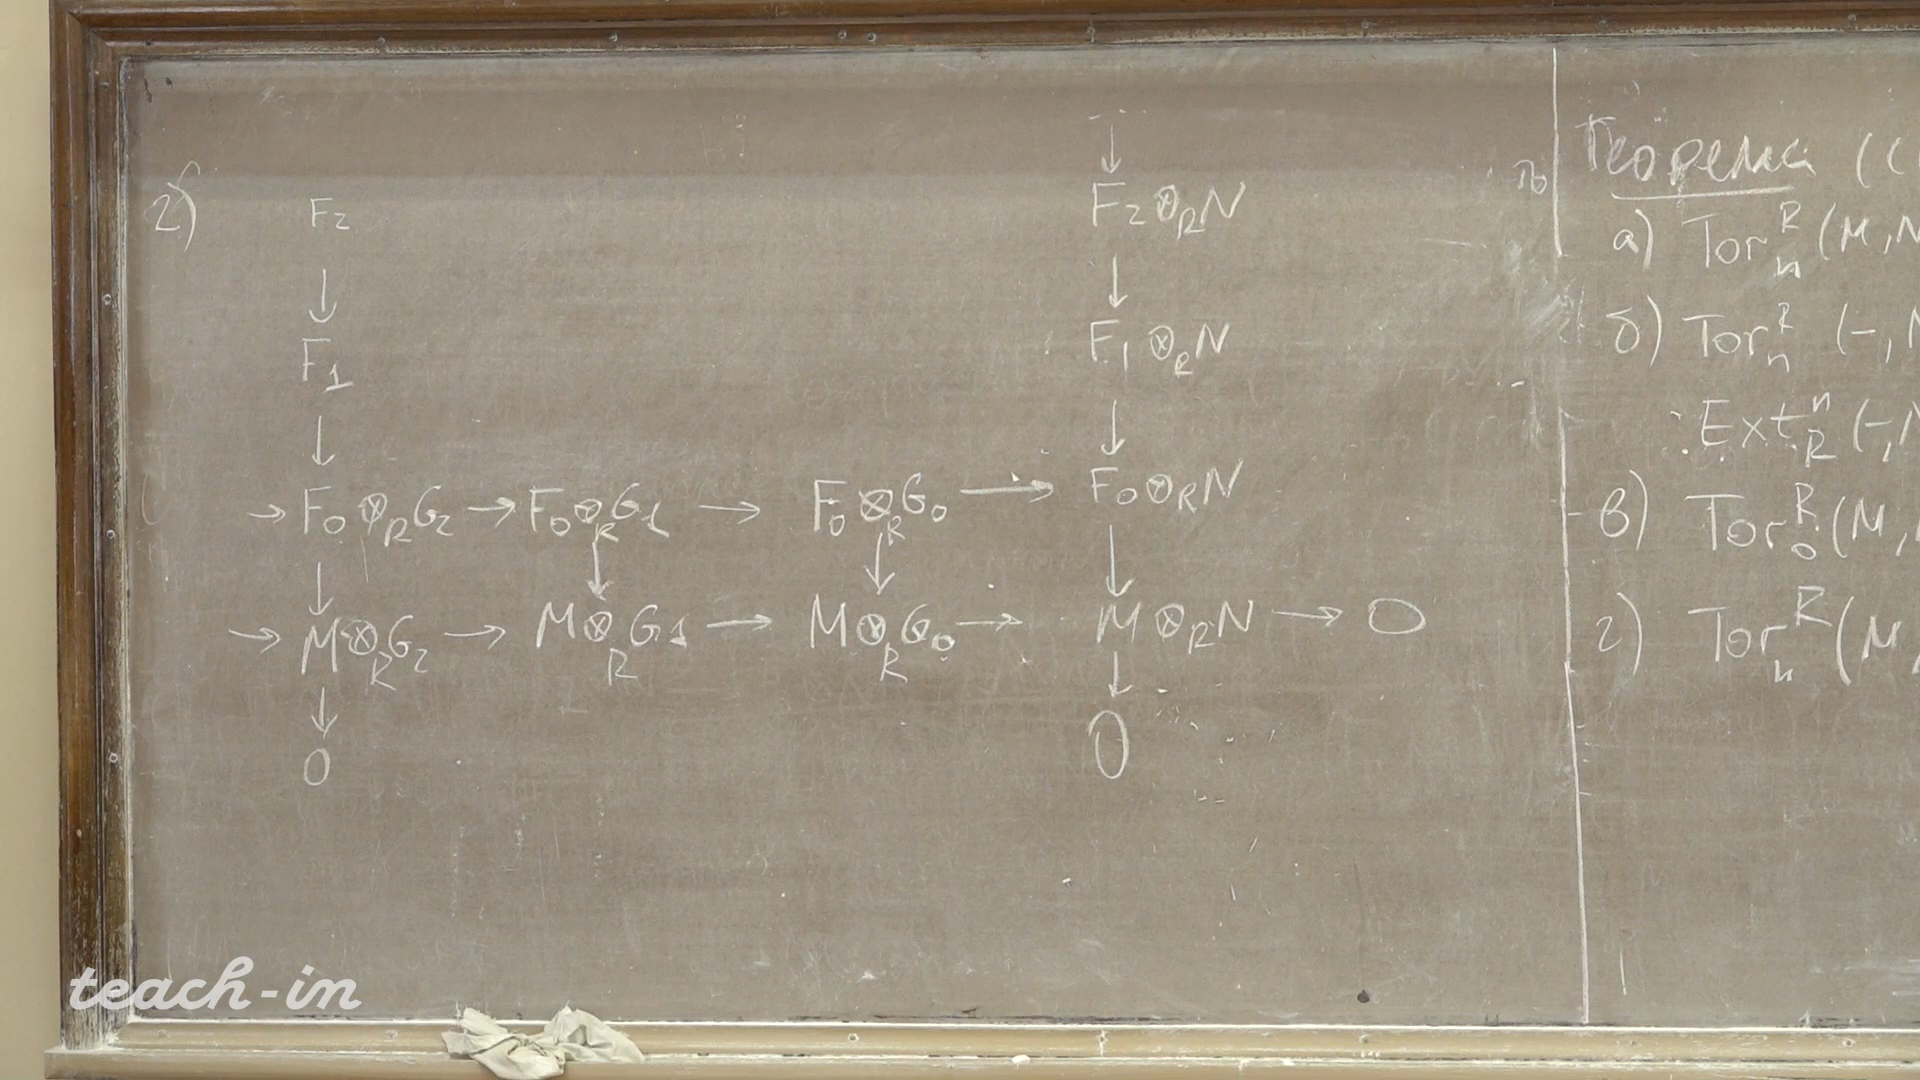 2)
F₂
↓
F₁
↓
→ F₀ ⊗_R G₂ → F₀ ⊗_R G₁ → F₀ ⊗_R G₀ → F₀ ⊗_R N
↓ ↓ ↓ ↓
→ M ⊗_R G₂ → M ⊗_R G₁ → M ⊗_R G₀ → M ⊗_R N → 0
↓ ↓
0 0
↓
F₂ ⊗_R N
↓
F₁ ⊗_R N
↓
Теорема (
а) Tor_n^R (M, N
б) Tor_n^R (-, N
Ext_R^n (-, N
в) Tor_0^R (M,
г) Tor_n^R (M,
teach-in